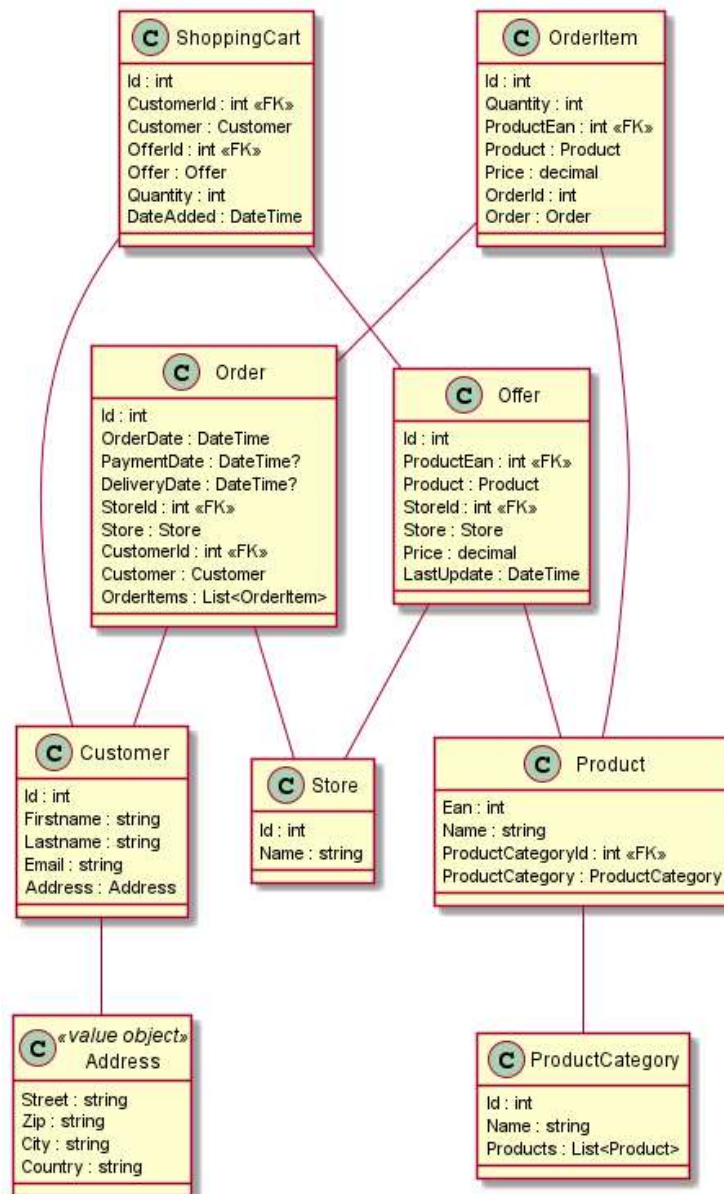 C ShoppingCart
Id : int
CustomerId : int «FK»
Customer : Customer
OfferId : int «FK»
Offer : Offer
Quantity : int
DateAdded : DateTime
C OrderItem
Id : int
Quantity : int
ProductEan : int «FK»
Product : Product
Price : decimal
OrderId : int
Order : Order
C Order
Id : int
OrderDate : DateTime
PaymentDate : DateTime?
DeliveryDate : DateTime?
StoreId : int «FK»
Store : Store
CustomerId : int «FK»
Customer : Customer
OrderItems : List<OrderItem>
C Offer
Id : int
ProductEan : int «FK»
Product : Product
StoreId : int «FK»
Store : Store
Price : decimal
LastUpdate : DateTime
C Customer
Id : int
Firstname : string
Lastname : string
Email : string
Address : Address
C Store
Id : int
Name : string
C Product
Ean : int
Name : string
ProductCategoryId : int «FK»
ProductCategory : ProductCategory
C «value object»
Address
Street : string
Zip : string
City : string
Country : string
C ProductCategory
Id : int
Name : string
Products : List<Product>